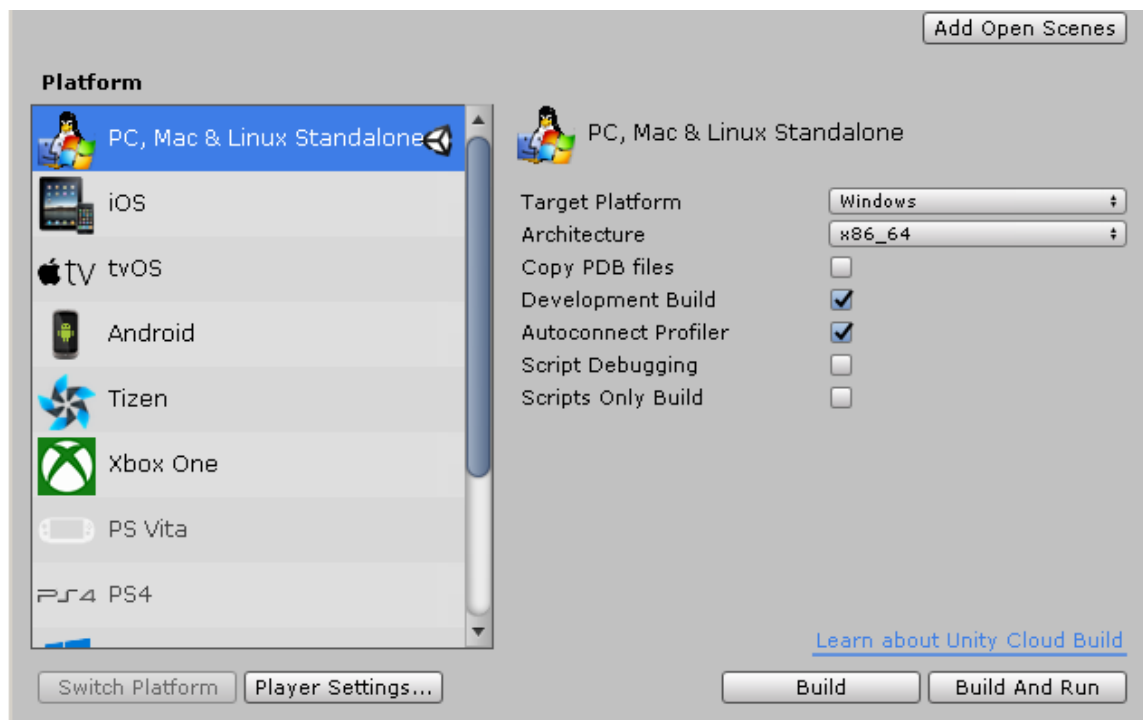 Add Open Scenes
Platform
PC, Mac & Linux Standalone
iOS
tv tvOS
Android
Tizen
Xbox One
PS Vita
PS4 PS4
PC, Mac & Linux Standalone
Target Platform Windows
Architecture x86_64
Copy PDB files
Development Build
Autoconnect Profiler
Script Debugging
Scripts Only Build
Learn about Unity Cloud Build
Switch Platform Player Settings... Build Build And Run